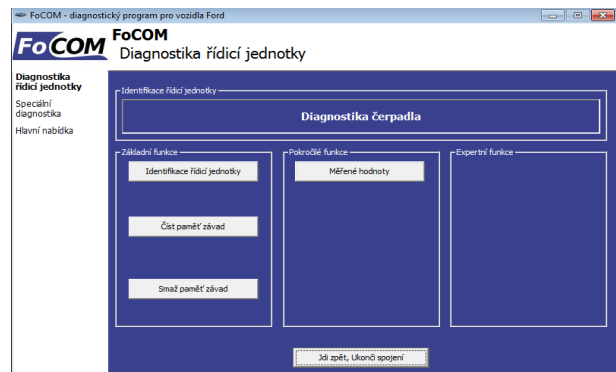 FoCOM - diagnostický program pro vozidla Ford
FoCOM
FoCOM
Diagnostika řídicí jednotky
Diagnostika
řídicí jednotky
Speciální
diagnostika
Hlavní nabídka
Identifikace řídicí jednotky
Diagnostika čerpadla
Základní funkce
Identifikace řídicí jednotky
Číst paměť závad
Smaž paměť závad
Pokročilé funkce
Měřené hodnoty
Expertní funkce
Jdi zpět, Ukonči spojení